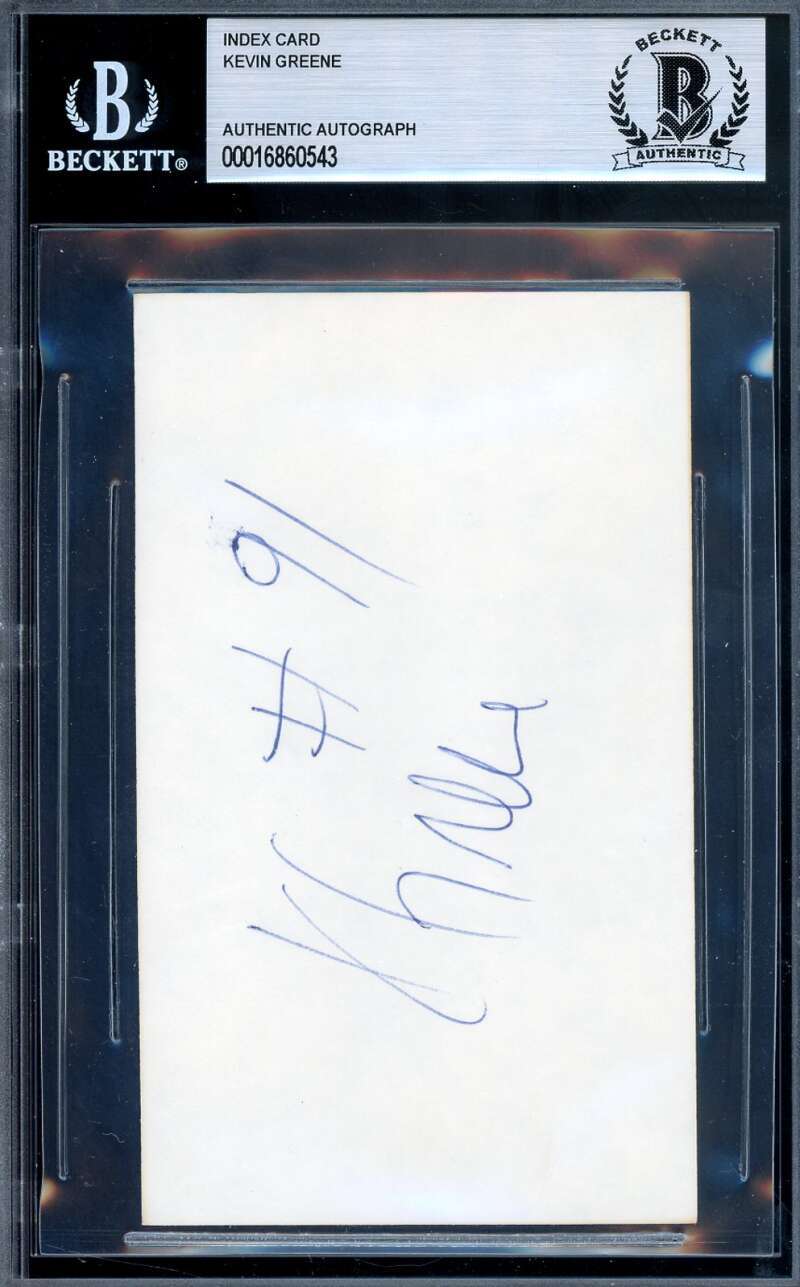 BECKETT®
INDEX CARD
KEVIN GREENE
AUTHENTIC AUTOGRAPH
00016860543
BECKETT
B
AUTHENTIC
B
#91